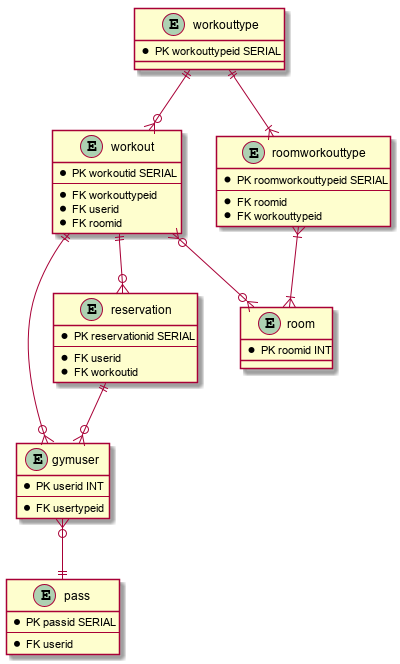 E workouttype
PK workouttypeid SERIAL
E workout
PK workoutid SERIAL
FK workouttypeid
FK userid
FK roomid
E roomworkouttype
PK roomworkouttypeid SERIAL
FK roomid
FK workouttypeid
E reservation
PK reservationid SERIAL
FK userid
FK workoutid
E room
PK roomid INT
E gymuser
PK userid INT
FK usertypeid
E pass
PK passid SERIAL
FK userid